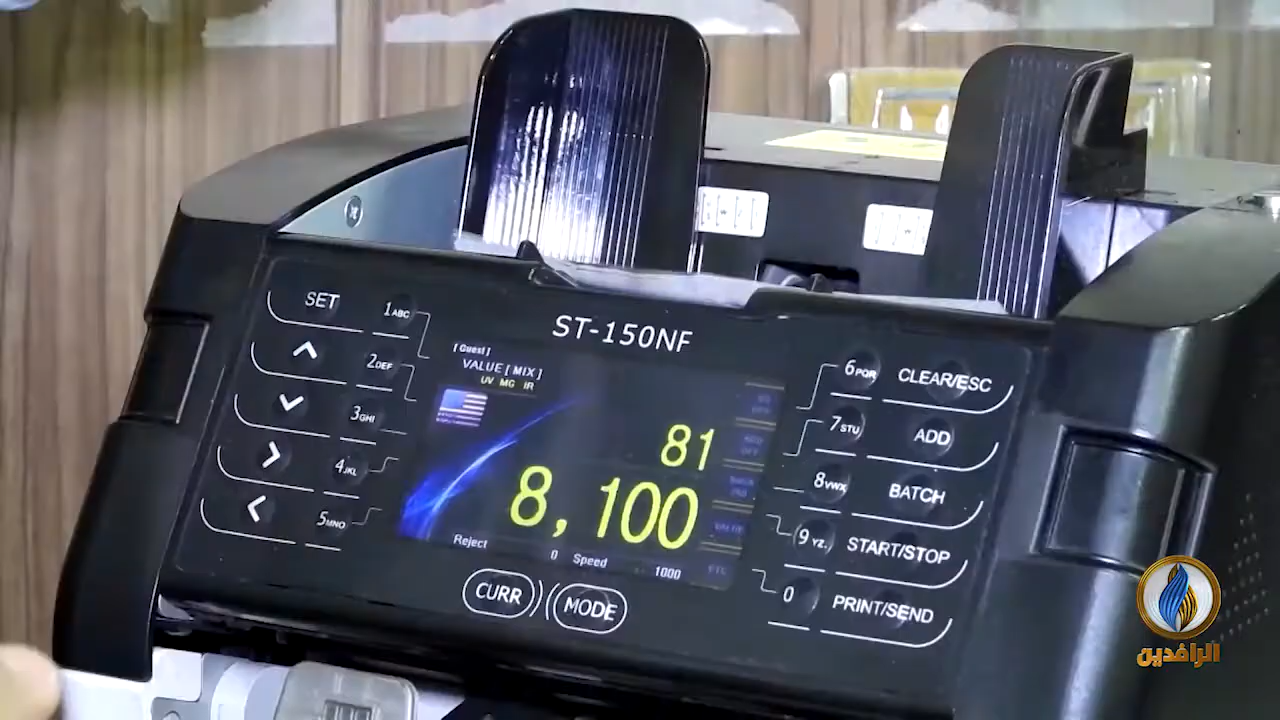 ST-150NF
SET
1ABC
2DEF
3GHI
4JKL
5MNO
[ Guest ]
VALUE [ MIX ]
UV MG IR
81
8,100
VALUE
Reject
0
Speed
1000
CURR
MODE
6PQR
CLEAR/ESC
7STU
ADD
8VWX
BATCH
9YZ.
START/STOP
0
PRINT/SEND
الرافدين